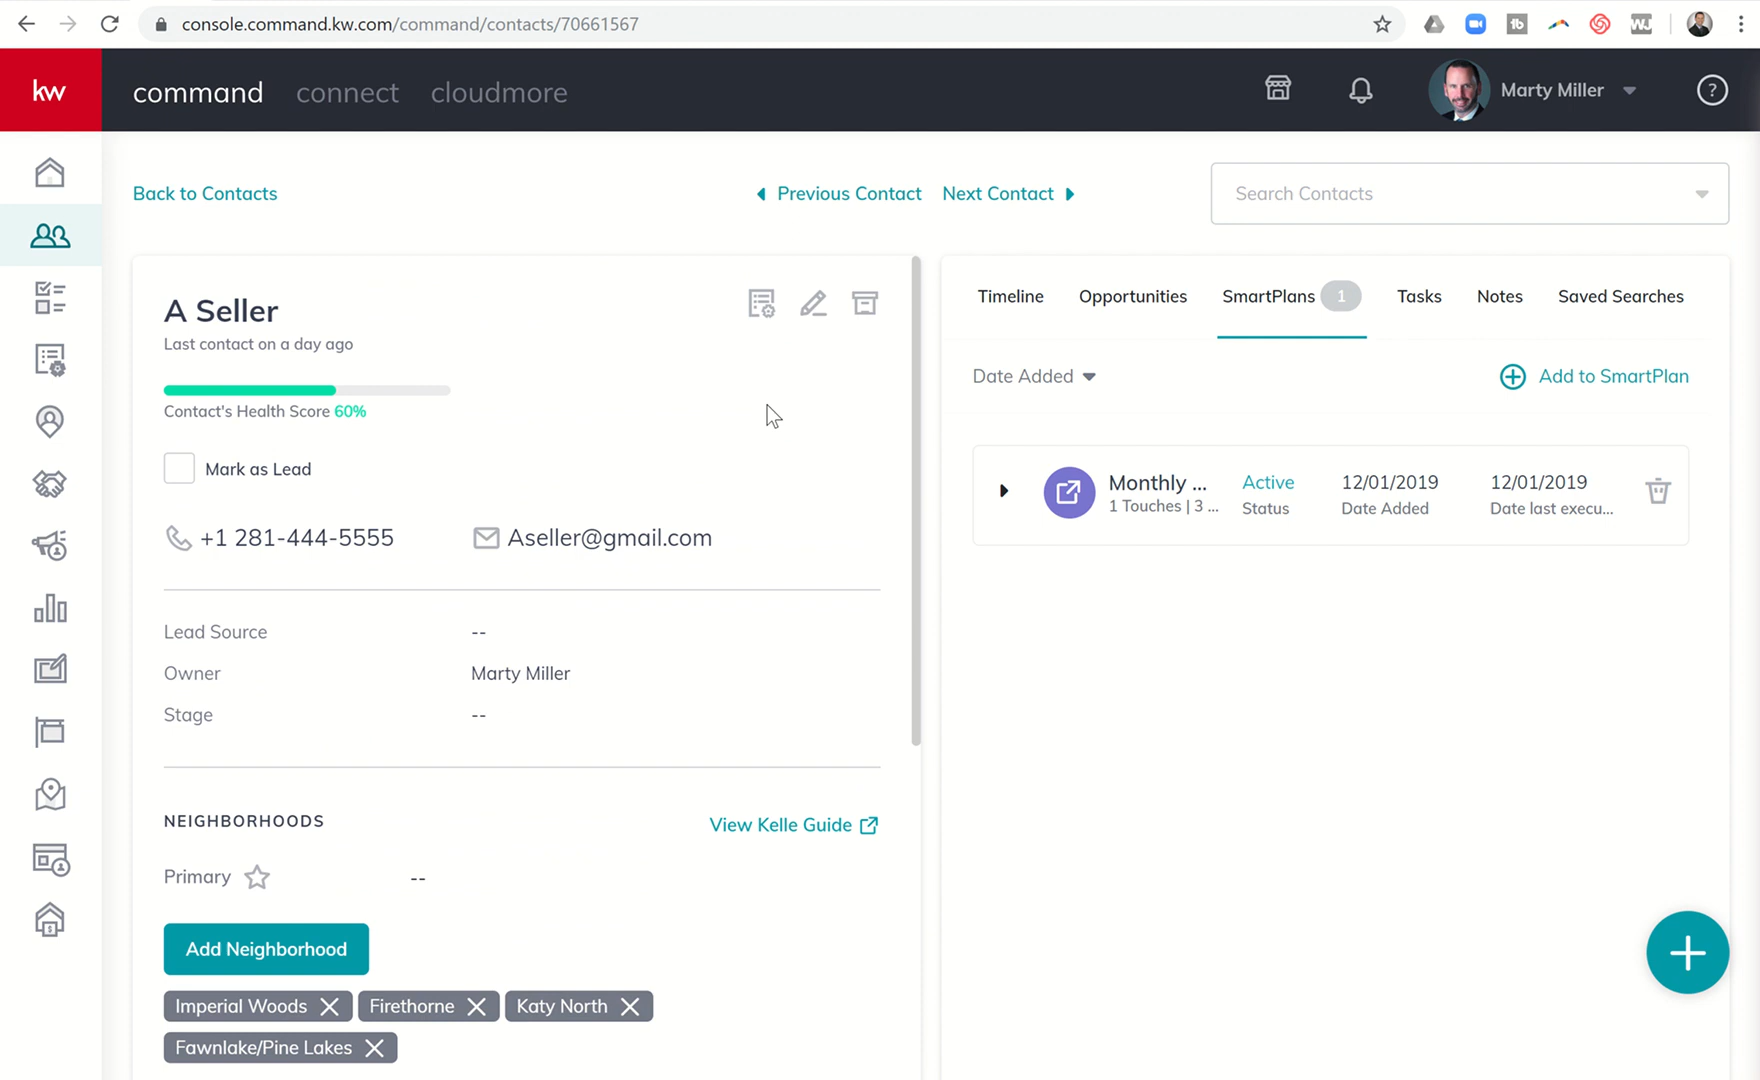 console.command.kw.com/command/contacts/70661567
kw
command connect cloudmore
Marty Miller
?
Back to Contacts
Previous Contact Next Contact
Search Contacts
A Seller
Last contact on a day ago
Contact's Health Score 60%
Mark as Lead
+1 281-444-5555
Aseller@gmail.com
Lead Source --
Owner Marty Miller
Stage --
NEIGHBORHOODS
View Kelle Guide
Primary --
Add Neighborhood
Imperial Woods
Firethorne
Katy North
Fawnlake/Pine Lakes
Timeline Opportunities SmartPlans 1 Tasks Notes Saved Searches
Date Added
Add to SmartPlan
Monthly ... Active 12/01/2019 12/01/2019
1 Touches | 3 ... Status Date Added Date last execu...